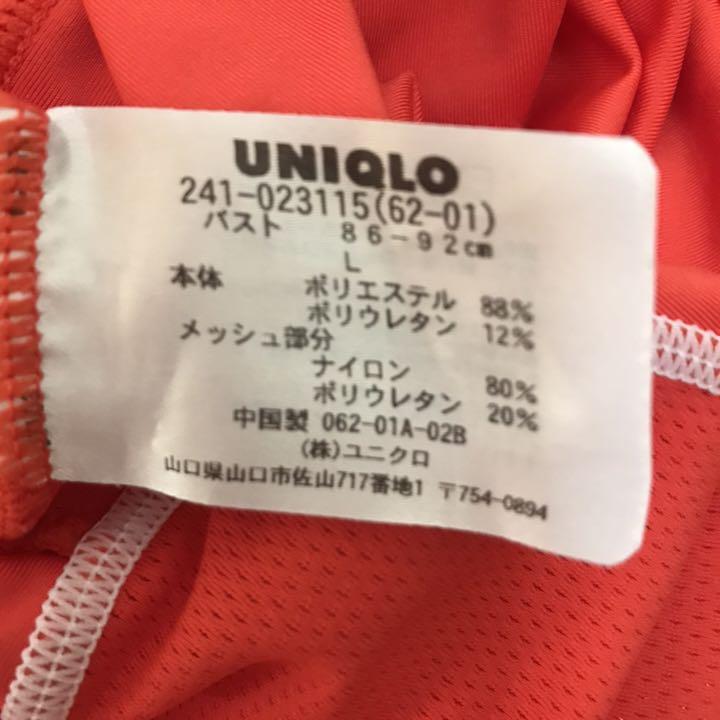 UNIQLO
241-023115(62-01)
バスト 86-92cm
L
本体 ポリエステル 88%
ポリウレタン 12%
メッシュ部分
ナイロン 80%
ポリウレタン 20%
中国製 062-01A-02B
(株)ユニクロ
山口県山口市佐山717番地1 〒754-0894